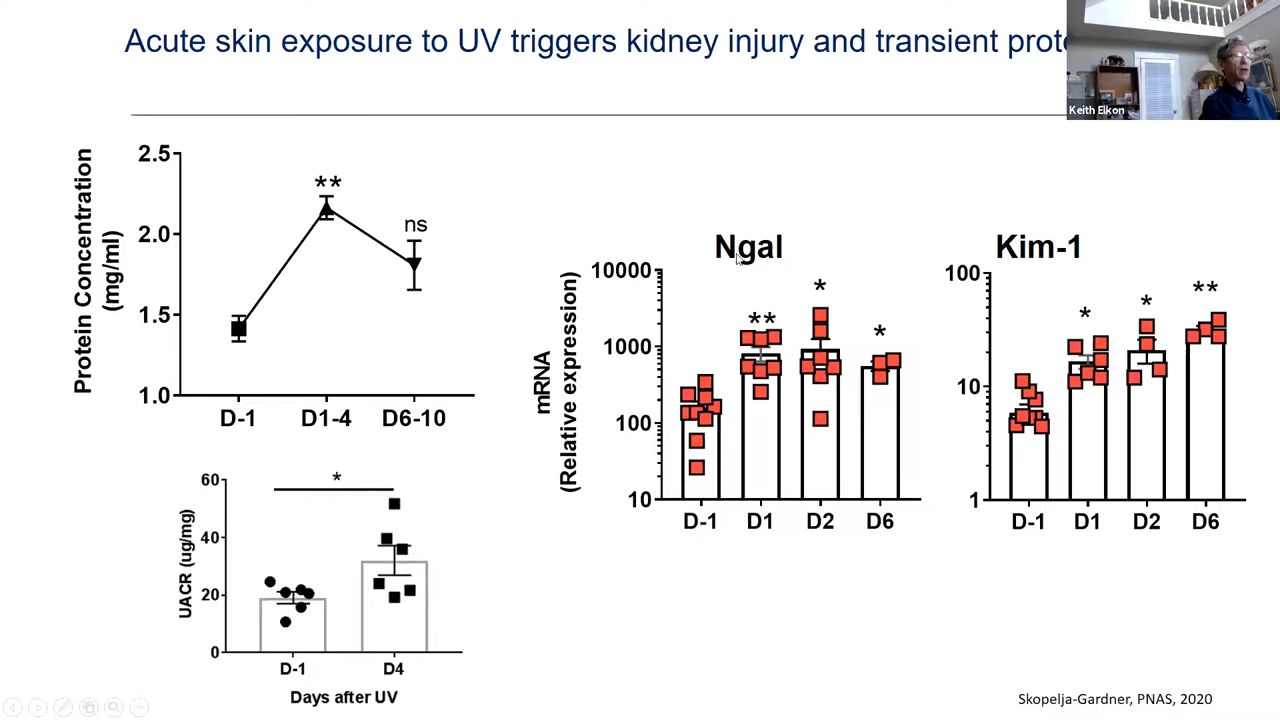 Acute skin exposure to UV triggers kidney injury and transient
Keith Elkon
Protein Concentration
(mg/ml)
2.5
2.0
1.5
1.0
**
ns
D-1 D1-4 D6-10
UACR (ug/mg)
60
40
20
0
*
D-1 D4
Days after UV
Ngal
mRNA
(Relative expression)
10000
1000
100
10
** * *
D-1 D1 D2 D6
Kim-1
100
10
1
* * **
D-1 D1 D2 D6
Skopelja-Gardner, PNAS, 2020